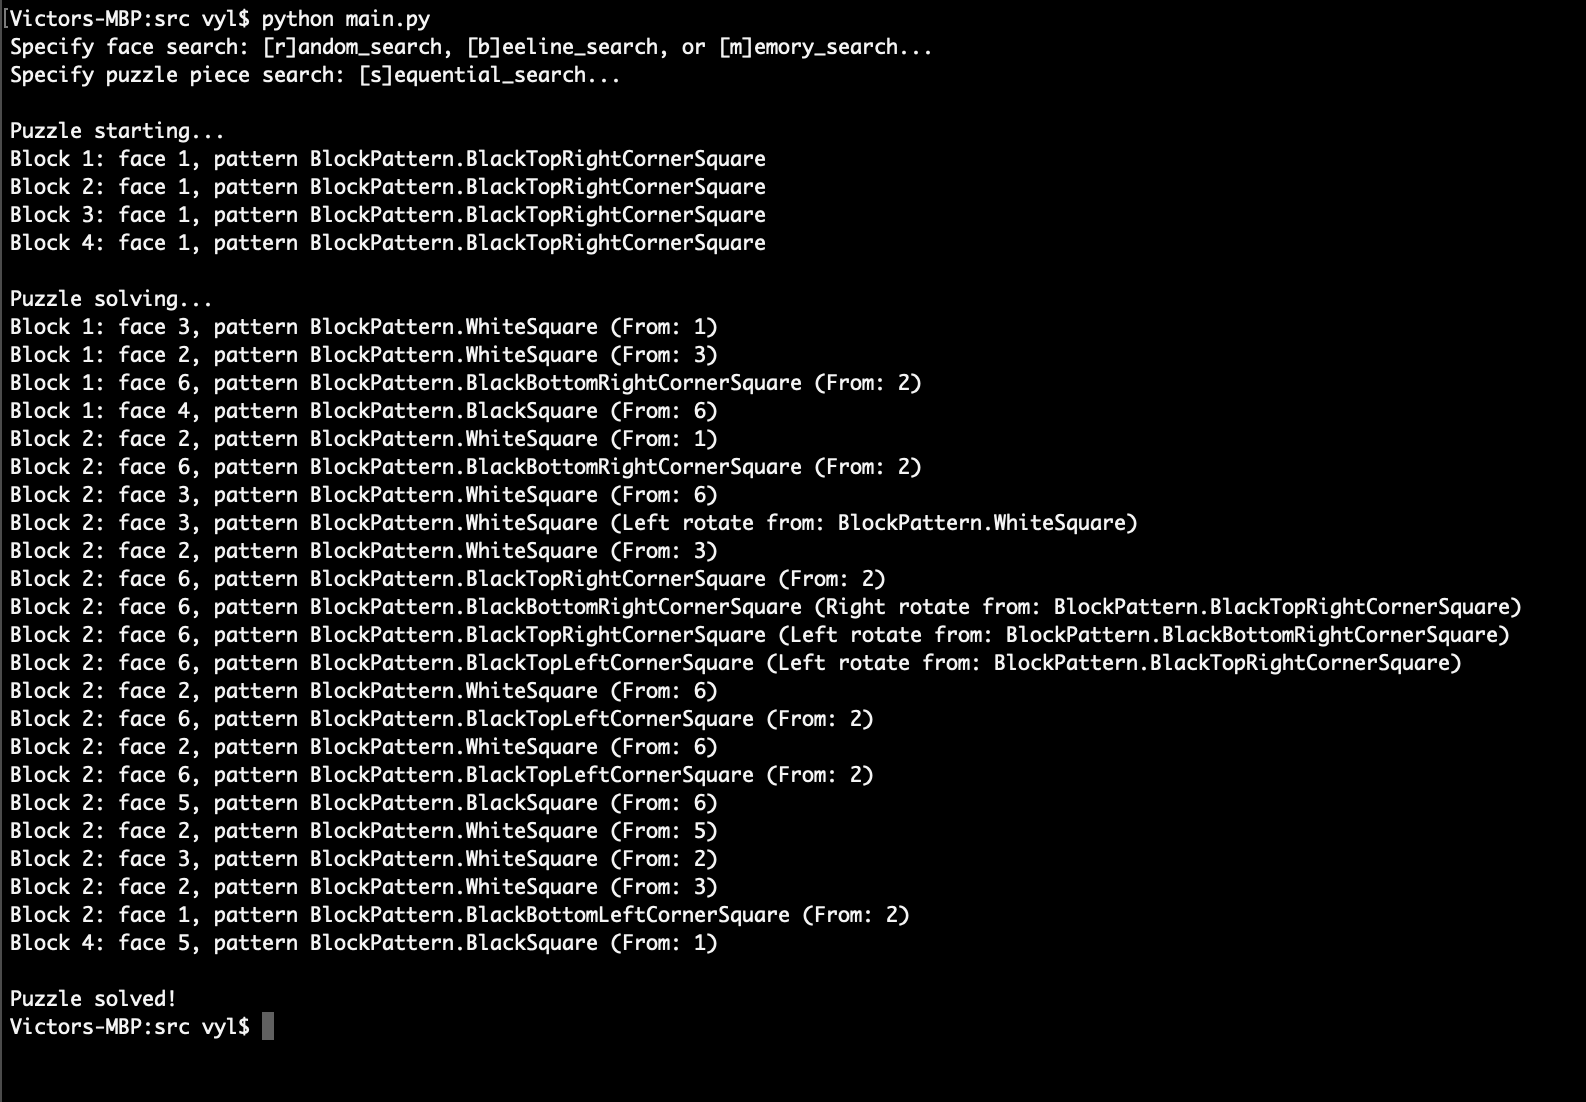 [Victors-MBP:src vyl$ python main.py
Specify face search: [r]andom_search, [b]eeline_search, or [m]emory_search...
Specify puzzle piece search: [s]equential_search...
Puzzle starting...
Block 1: face 1, pattern BlockPattern.BlackTopRightCornerSquare
Block 2: face 1, pattern BlockPattern.BlackTopRightCornerSquare
Block 3: face 1, pattern BlockPattern.BlackTopRightCornerSquare
Block 4: face 1, pattern BlockPattern.BlackTopRightCornerSquare
Puzzle solving...
Block 1: face 3, pattern BlockPattern.WhiteSquare (From: 1)
Block 1: face 2, pattern BlockPattern.WhiteSquare (From: 3)
Block 1: face 6, pattern BlockPattern.BlackBottomRightCornerSquare (From: 2)
Block 1: face 4, pattern BlockPattern.BlackSquare (From: 6)
Block 2: face 2, pattern BlockPattern.WhiteSquare (From: 1)
Block 2: face 6, pattern BlockPattern.BlackBottomRightCornerSquare (From: 2)
Block 2: face 3, pattern BlockPattern.WhiteSquare (From: 6)
Block 2: face 3, pattern BlockPattern.WhiteSquare (Left rotate from: BlockPattern.WhiteSquare)
Block 2: face 2, pattern BlockPattern.WhiteSquare (From: 3)
Block 2: face 6, pattern BlockPattern.BlackTopRightCornerSquare (From: 2)
Block 2: face 6, pattern BlockPattern.BlackBottomRightCornerSquare (Right rotate from: BlockPattern.BlackTopRightCornerSquare)
Block 2: face 6, pattern BlockPattern.BlackTopRightCornerSquare (Left rotate from: BlockPattern.BlackBottomRightCornerSquare)
Block 2: face 6, pattern BlockPattern.BlackTopLeftCornerSquare (Left rotate from: BlockPattern.BlackTopRightCornerSquare)
Block 2: face 2, pattern BlockPattern.WhiteSquare (From: 6)
Block 2: face 6, pattern BlockPattern.BlackTopLeftCornerSquare (From: 2)
Block 2: face 2, pattern BlockPattern.WhiteSquare (From: 6)
Block 2: face 6, pattern BlockPattern.BlackTopLeftCornerSquare (From: 2)
Block 2: face 5, pattern BlockPattern.BlackSquare (From: 6)
Block 2: face 2, pattern BlockPattern.WhiteSquare (From: 5)
Block 2: face 3, pattern BlockPattern.WhiteSquare (From: 2)
Block 2: face 2, pattern BlockPattern.WhiteSquare (From: 3)
Block 2: face 1, pattern BlockPattern.BlackBottomLeftCornerSquare (From: 2)
Block 4: face 5, pattern BlockPattern.BlackSquare (From: 1)
Puzzle solved!
Victors-MBP:src vyl$